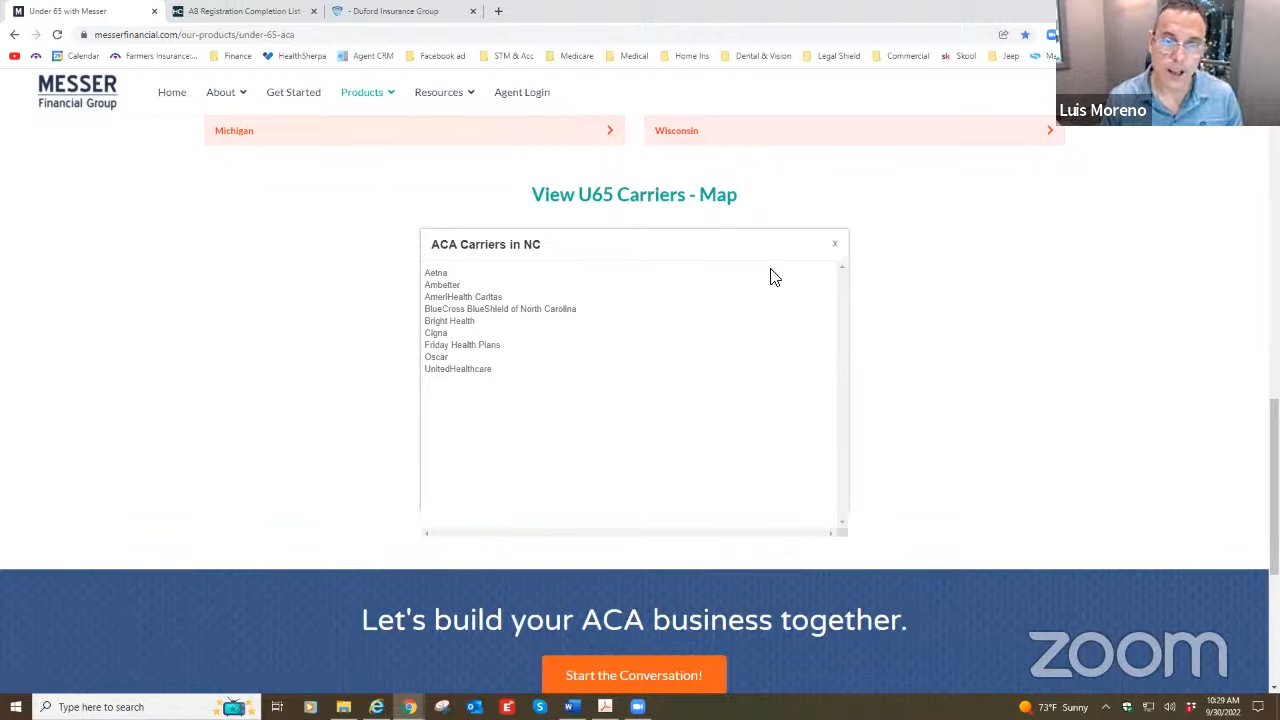 Under 65 with Messer
AB Registration Completion List
- Duford Insurance Group
messerfinancial.com/our-products/under-65-aca
Calendar
Farmers Insurance:...
Finance
HealthSherpa
Agent CRM
Facebook ad
STM & Acc
Medicare
Medical
Home Ins
Dental & Vision
Legal Shield
Commercial
sk Skool
Jeep
Ma
MESSER
Financial Group
Home
About
Get Started
Products
Resources
Agent Login
Luis Moreno
Michigan
Wisconsin
View U65 Carriers - Map
ACA Carriers in NC
x
Aetna
Ambetter
AmeriHealth Caritas
BlueCross BlueShield of North Carolina
Bright Health
Cigna
Friday Health Plans
Oscar
UnitedHealthcare
Let's build your ACA business together.
Start the Conversation!
zoom
Type here to search
73°F Sunny
10:29 AM
9/30/2022